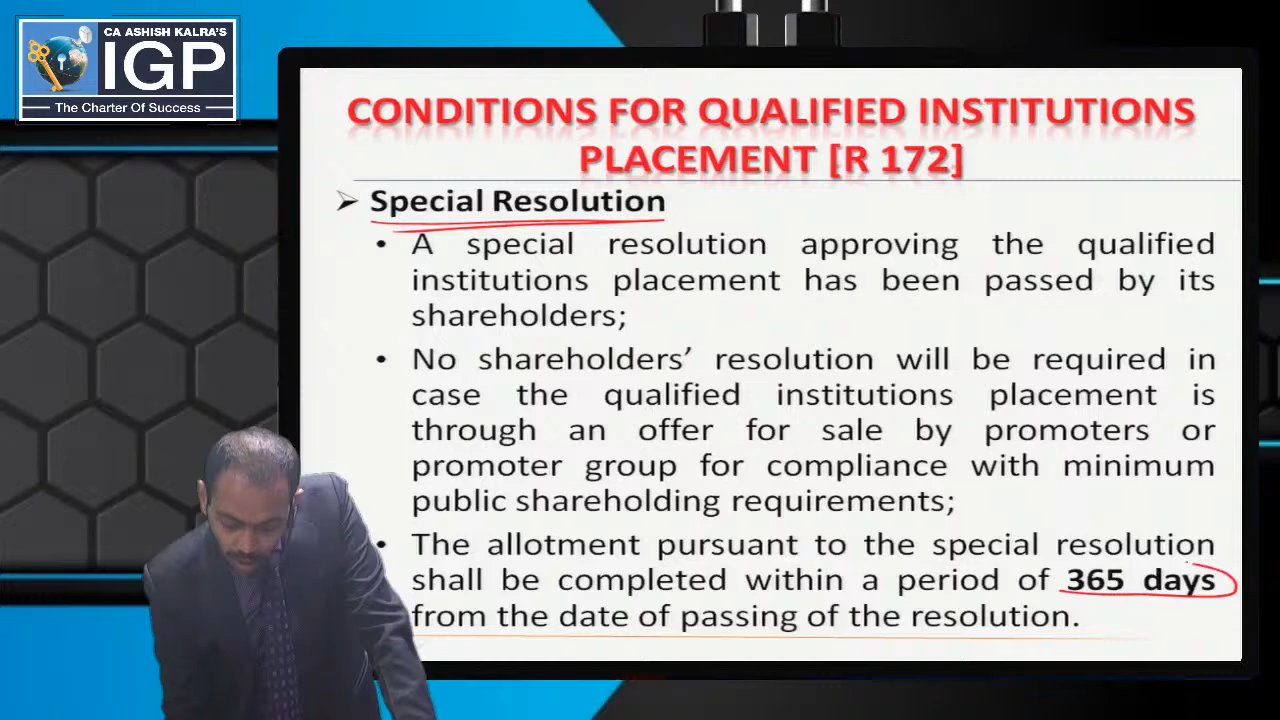 CA ASHISH KALRA'S
IGP
The Charter Of Success
CONDITIONS FOR QUALIFIED INSTITUTIONS
PLACEMENT [R 172]
➢ Special Resolution
• A special resolution approving the qualified
institutions placement has been passed by its
shareholders;
• No shareholders’ resolution will be required in
case the qualified institutions placement is
through an offer for sale by promoters or
promoter group for compliance with minimum
public shareholding requirements;
• The allotment pursuant to the special resolution
shall be completed within a period of 365 days
from the date of passing of the resolution.